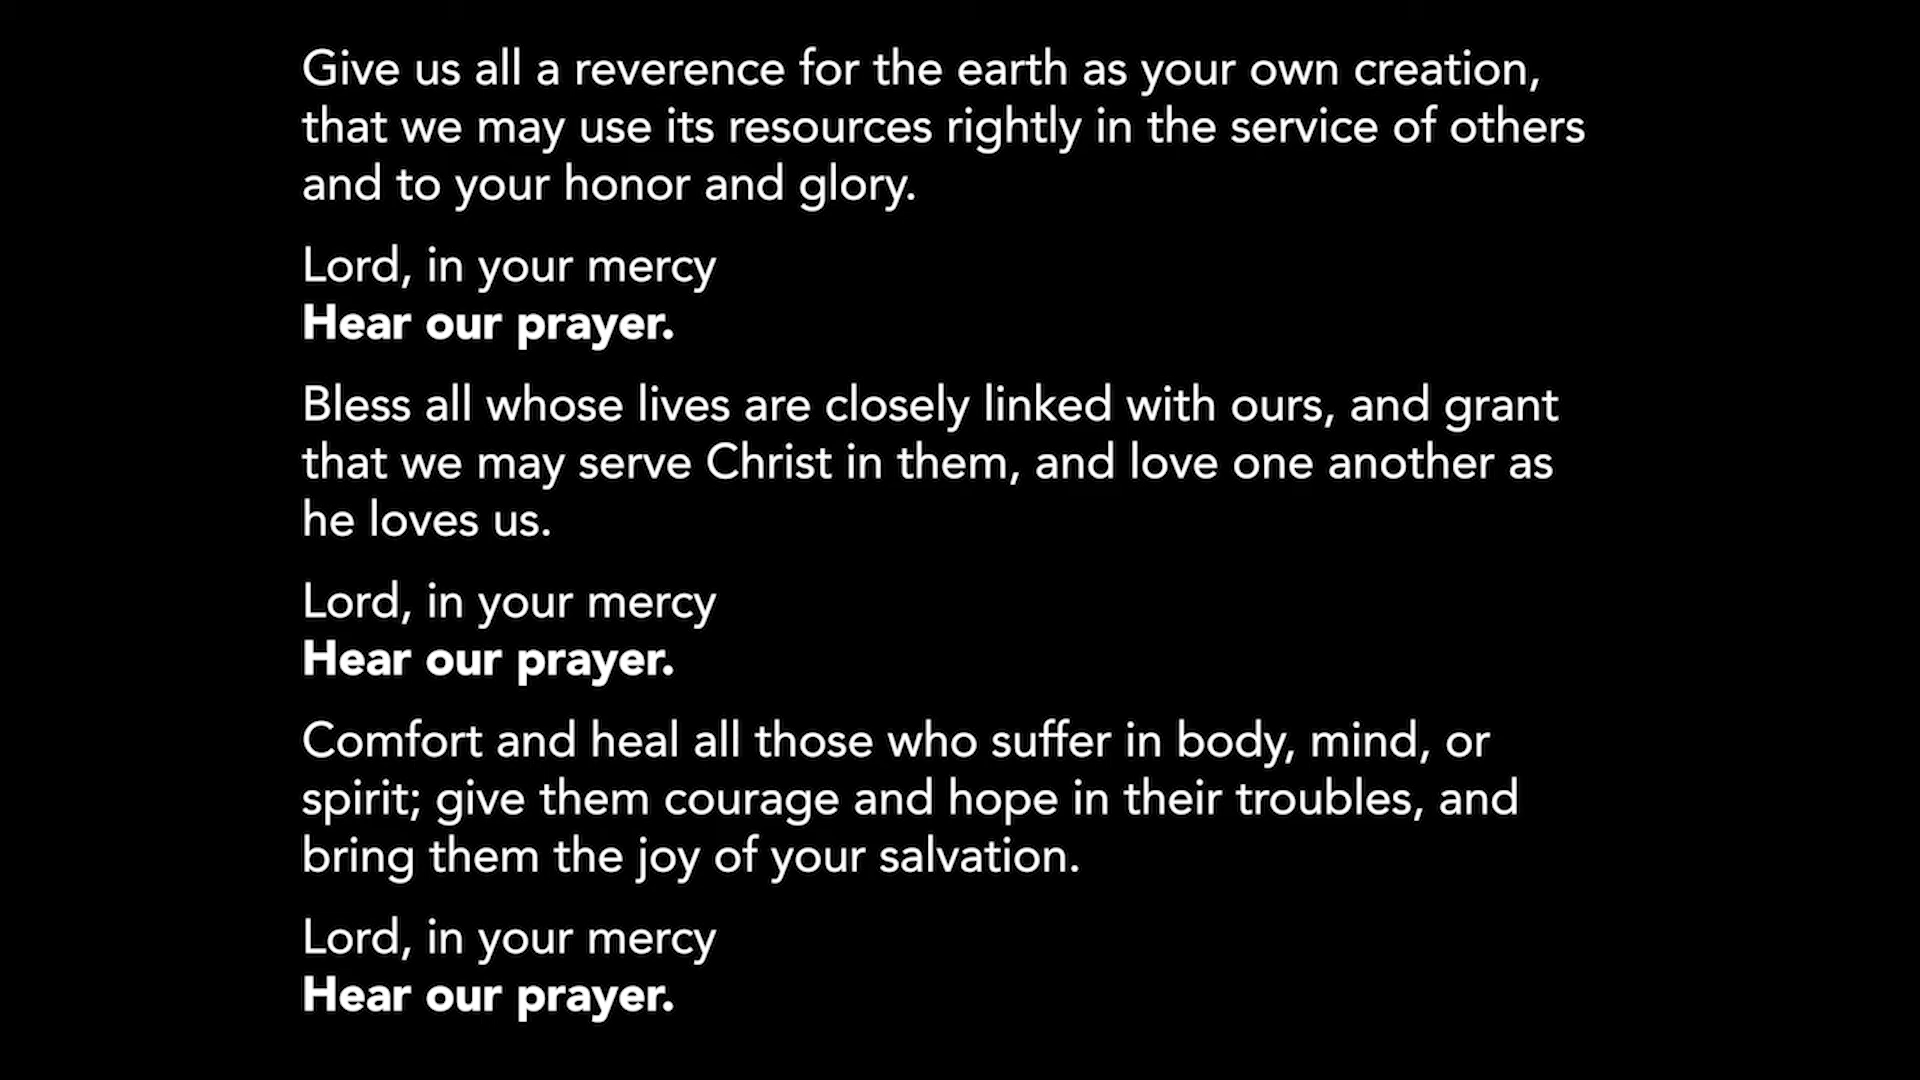 Give us all a reverence for the earth as your own creation,
that we may use its resources rightly in the service of others
and to your honor and glory.
Lord, in your mercy
Hear our prayer.
Bless all whose lives are closely linked with ours, and grant
that we may serve Christ in them, and love one another as
he loves us.
Lord, in your mercy
Hear our prayer.
Comfort and heal all those who suffer in body, mind, or
spirit; give them courage and hope in their troubles, and
bring them the joy of your salvation.
Lord, in your mercy
Hear our prayer.